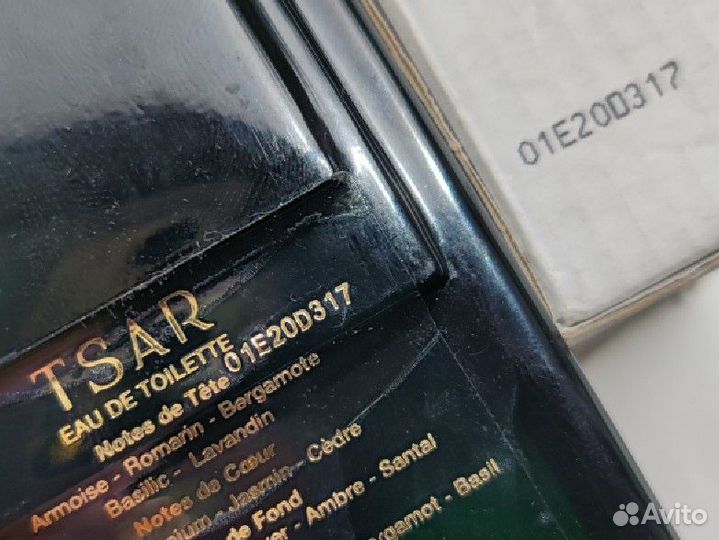 01E20D317
TSAR
EAU DE TOILETTE
Notes de Tête 01E20D317
Armoise - Romarin - Bergamote
Basilic - Lavandin
Notes de Cœur
Jasmin - Cèdre
de Fond
Ambre - Santal
Basil
Avito